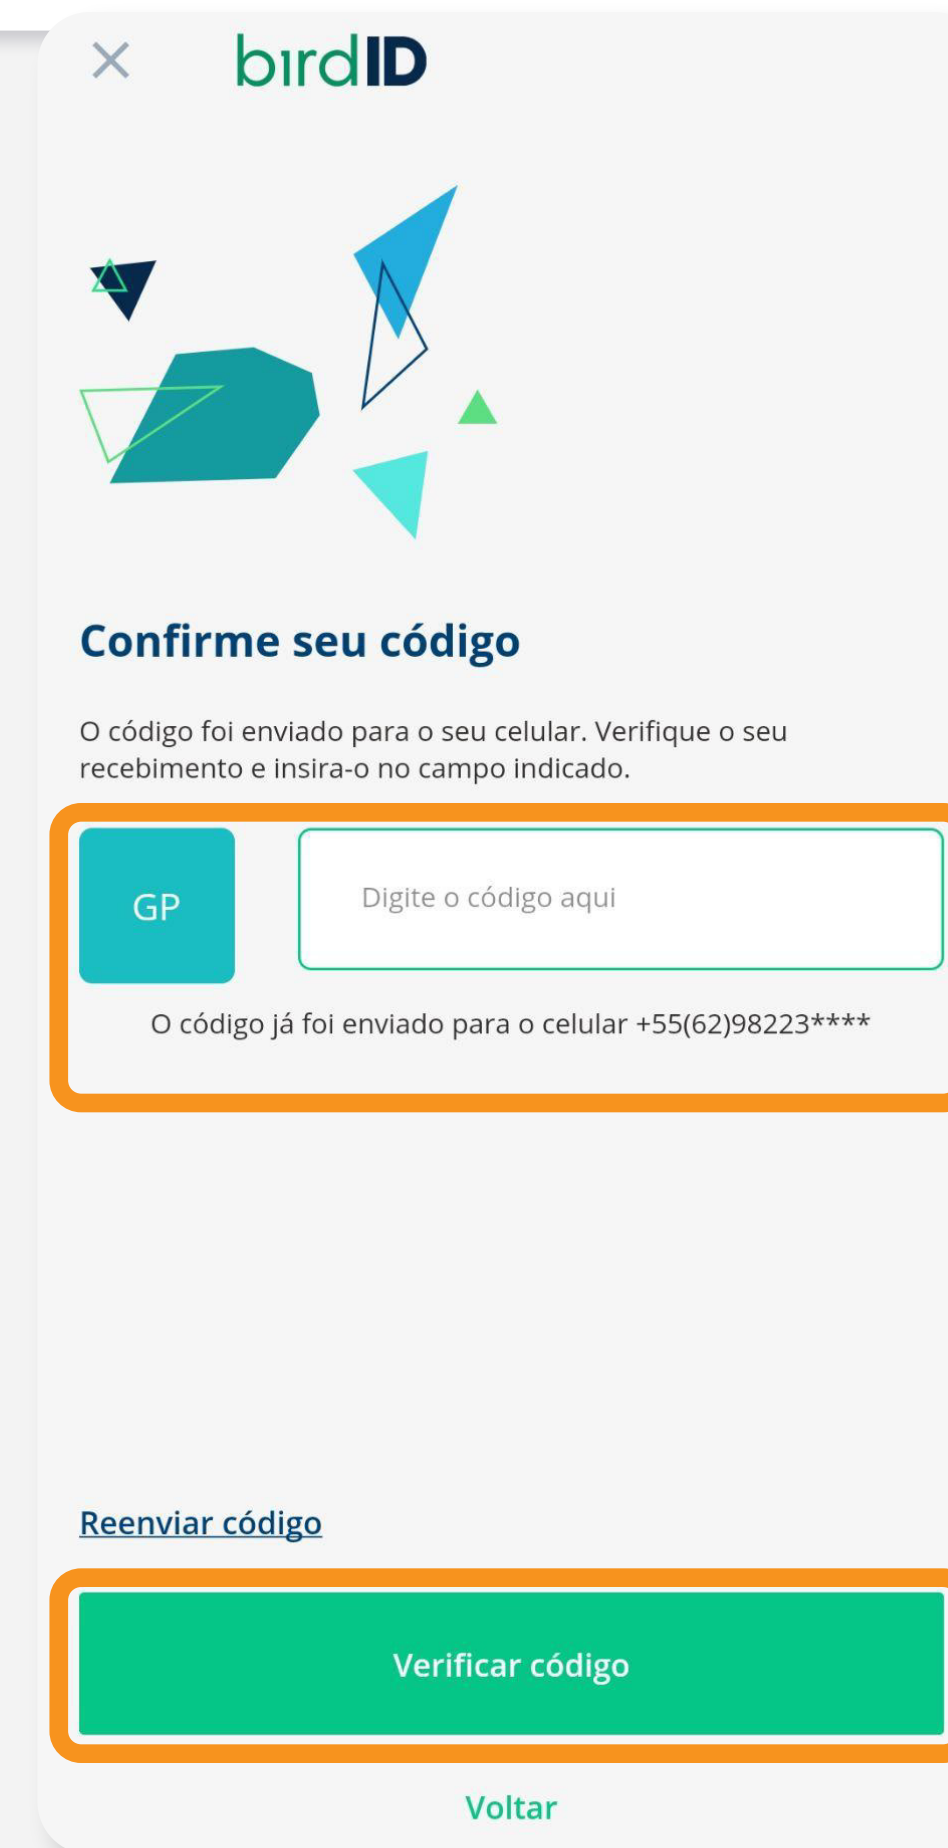 birdID
Confirme seu código
O código foi enviado para o seu celular. Verifique o seu
recebimento e insira-o no campo indicado.
GP
Digite o código aqui
O código já foi enviado para o celular +55(62)98223****
Reenviar código
Verificar código
Voltar